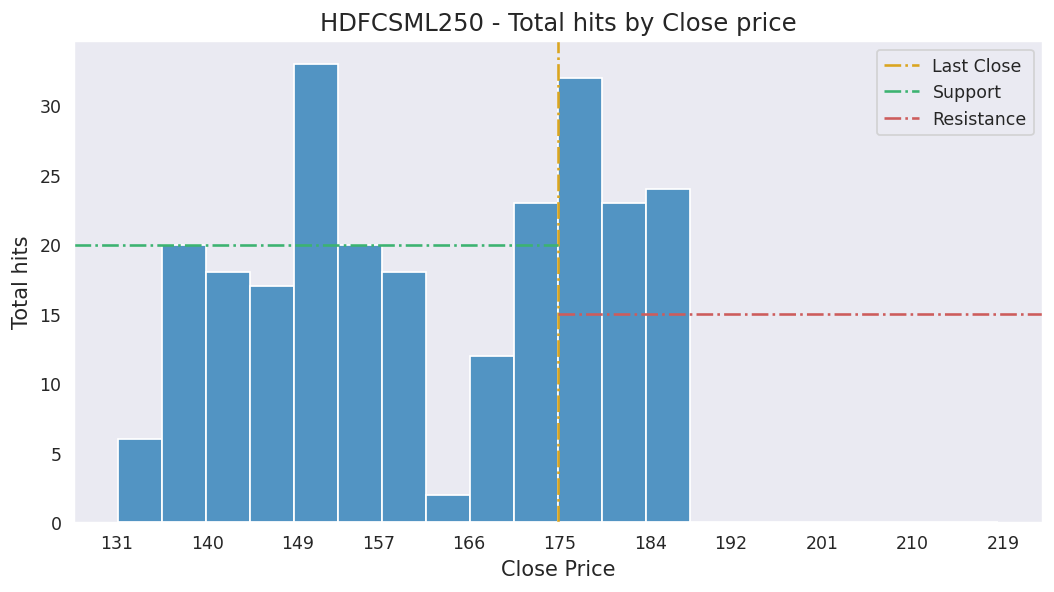 HDFCSML250 - Total hits by Close price
Last Close
Support
Resistance
Total hits
30
25
20
15
10
5
0
131 140 149 157 166 175 184 192 201 210 219
Close Price